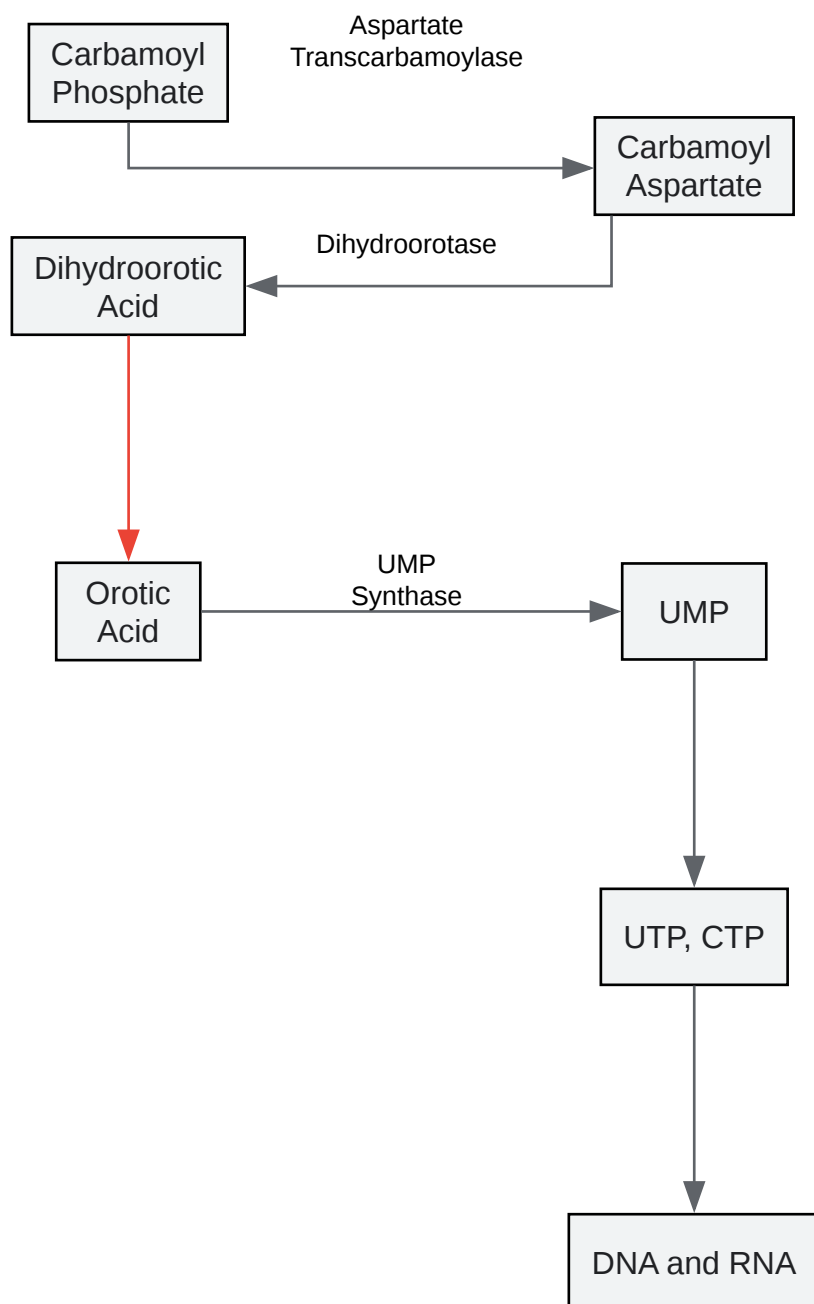 Aspartate
Transcarbamoylase
Carbamoyl
Phosphate
Carbamoyl
Aspartate
Dihydroorotase
Dihydroorotic
Acid
UMP
Synthase
Orotic
Acid
UMP
UTP, CTP
DNA and RNA